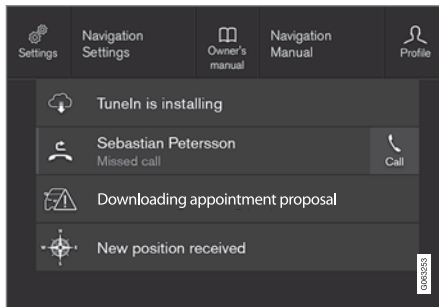 Settings
Navigation
Settings
Owner's
manual
Navigation
Manual
Profile
TuneIn is installing
Sebastian Petersson
Missed call
Call
Downloading appointment proposal
New position received
G063253